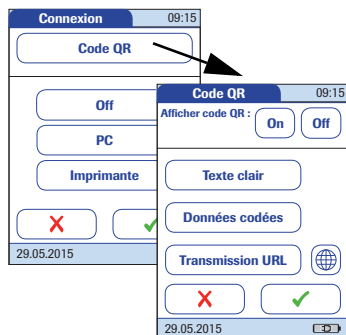 Connexion 09:15
Code QR
Off
PC
Imprimante
29.05.2015
Code QR 09:15
Afficher code QR :
On Off
Texte clair
Données codées
Transmission URL
29.05.2015